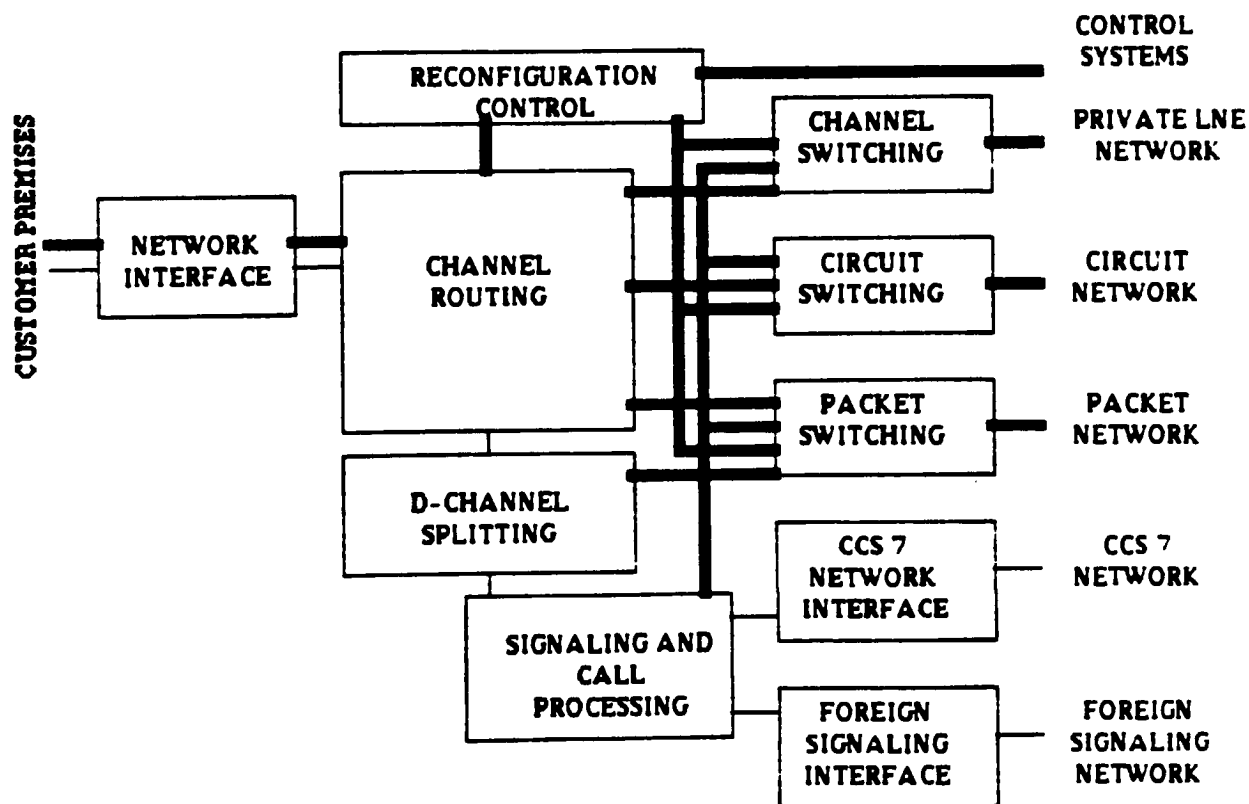 CONTROL
SYSTEMS
RECONFIGURATION
CONTROL
CHANNEL
SWITCHING
PRIVATE LNE
NETWORK
CUSTOMER PREMISES
NETWORK
INTERFACE
CHANNEL
ROUTING
CIRCUIT
SWITCHING
CIRCUIT
NETWORK
PACKET
SWITCHING
PACKET
NETWORK
D-CHANNEL
SPLITTING
CCS 7
NETWORK
INTERFACE
CCS 7
NETWORK
SIGNALING AND
CALL
PROCESSING
FOREIGN
SIGNALING
INTERFACE
FOREIGN
SIGNALING
NETWORK